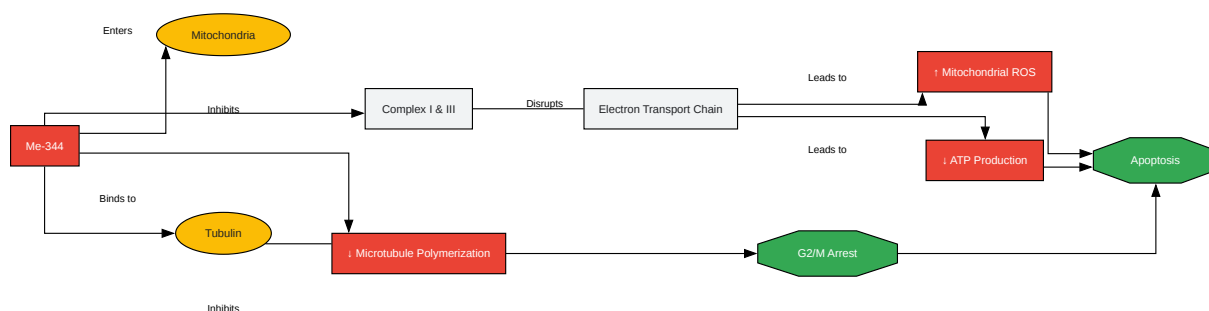 Enters
Mitochondria
Leads to
↑ Mitochondrial ROS
Inhibits
Complex I & III
Disrupts
Electron Transport Chain
Me-344
Leads to
↓ ATP Production
Apoptosis
Binds to
Tubulin
↓ Microtubule Polymerization
G2/M Arrest
Inhibits